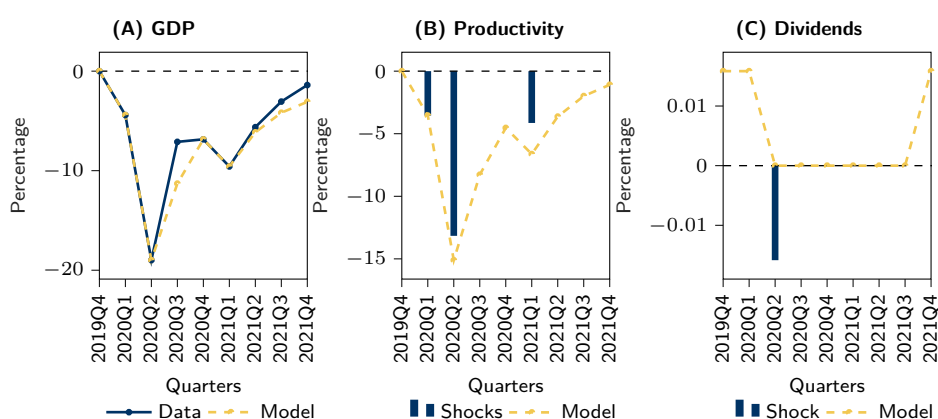 (A) GDP
(B) Productivity
(C) Dividends
Percentage
0
−10
−20
2019Q4
2020Q1
2020Q2
2020Q3
2020Q4
2021Q1
2021Q2
2021Q3
2021Q4
Quarters
Data
Model
Percentage
0
−5
−10
−15
2019Q4
2020Q1
2020Q2
2020Q3
2020Q4
2021Q1
2021Q2
2021Q3
2021Q4
Quarters
Shocks
Model
Percentage
0.01
0
−0.01
2019Q4
2020Q1
2020Q2
2020Q3
2020Q4
2021Q1
2021Q2
2021Q3
2021Q4
Quarters
Shock
Model